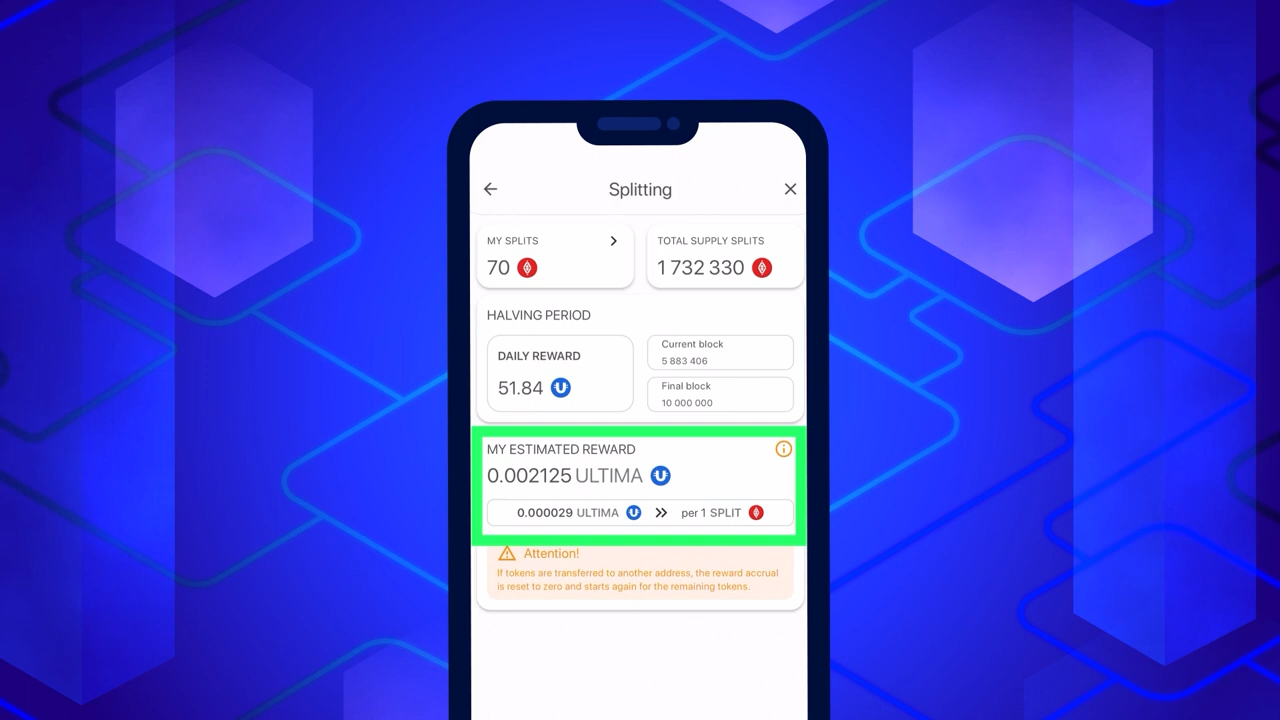 Splitting
MY SPLITS
70
TOTAL SUPPLY SPLITS
1 732 330
HALVING PERIOD
DAILY REWARD
51.84
Current block
5 883 406
Final block
10 000 000
MY ESTIMATED REWARD
0.002125 ULTIMA
0.000029 ULTIMA >> per 1 SPLIT
Attention!
If tokens are transferred to another address, the reward accrual
is reset to zero and starts again for the remaining tokens.